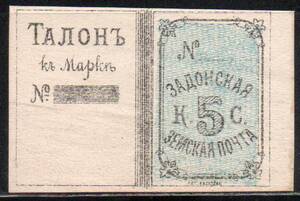 Талонъ
къ Маркѣ
№
№
ЗАДОНСКАЯ
К. 5 С.
ЗЕМСКАЯ ПОЧТА